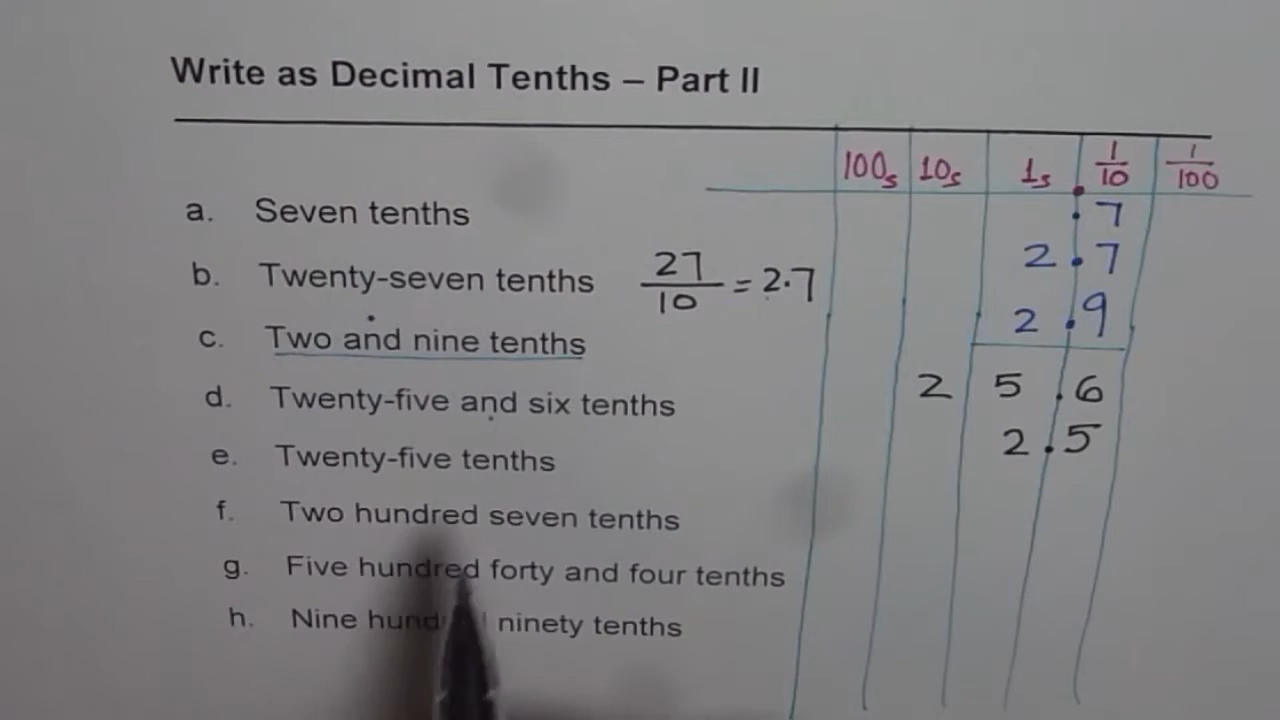 Write as Decimal Tenths – Part II
100s 10s 1s . 1/10 1/100
a. Seven tenths .7
b. Twenty-seven tenths 27/10 = 2.7 2.7
c. Two and nine tenths 2.9
d. Twenty-five and six tenths 2 5 .6
e. Twenty-five tenths 2.5
f. Two hundred seven tenths
g. Five hundred forty and four tenths
h. Nine ninety tenths